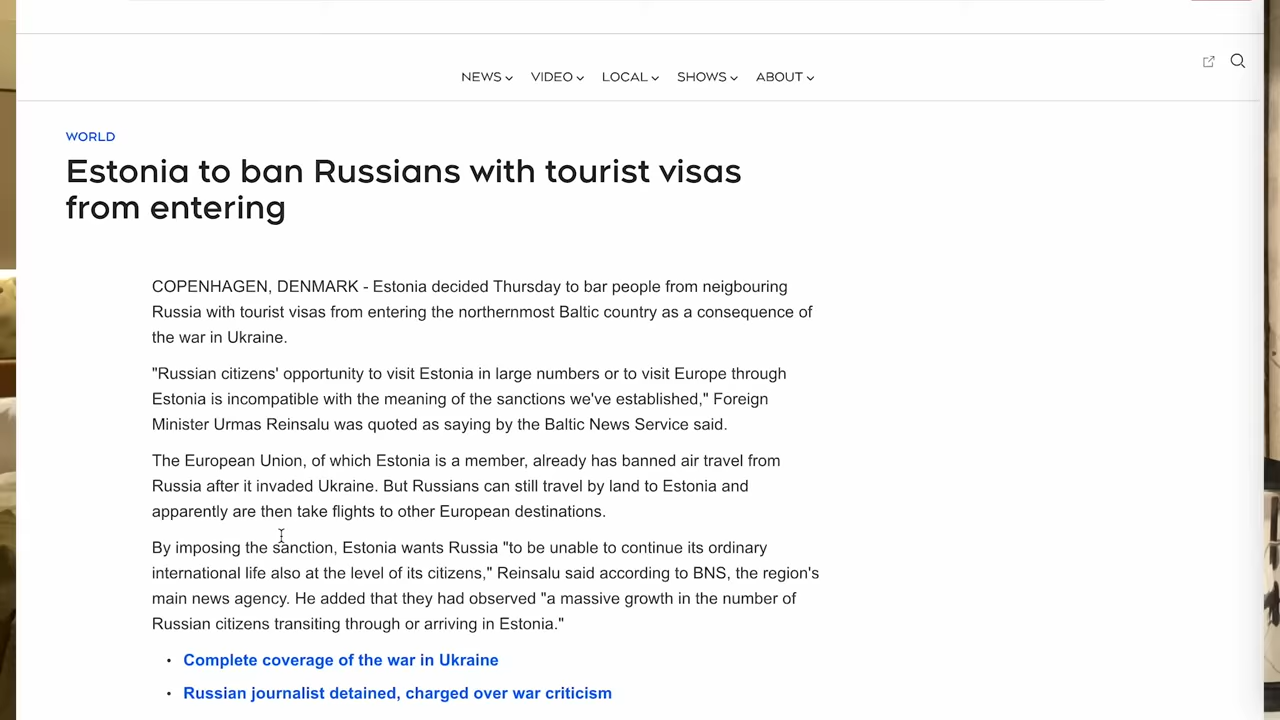 NEWS VIDEO LOCAL SHOWS ABOUT
WORLD
Estonia to ban Russians with tourist visas
from entering
COPENHAGEN, DENMARK - Estonia decided Thursday to bar people from neigbouring
Russia with tourist visas from entering the northernmost Baltic country as a consequence of
the war in Ukraine.
"Russian citizens' opportunity to visit Estonia in large numbers or to visit Europe through
Estonia is incompatible with the meaning of the sanctions we've established," Foreign
Minister Urmas Reinsalu was quoted as saying by the Baltic News Service said.
The European Union, of which Estonia is a member, already has banned air travel from
Russia after it invaded Ukraine. But Russians can still travel by land to Estonia and
apparently are then take flights to other European destinations.
By imposing the sanction, Estonia wants Russia "to be unable to continue its ordinary
international life also at the level of its citizens," Reinsalu said according to BNS, the region's
main news agency. He added that they had observed "a massive growth in the number of
Russian citizens transiting through or arriving in Estonia."
• Complete coverage of the war in Ukraine
• Russian journalist detained, charged over war criticism